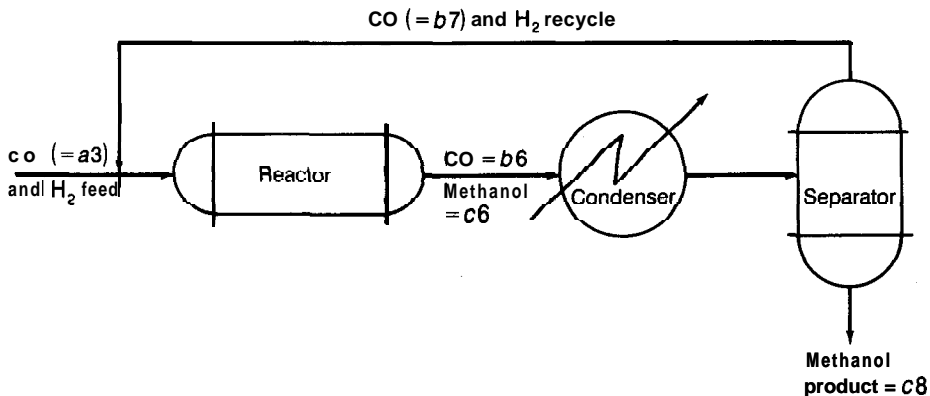 CO (=b7) and H2 recycle
co (=a3)
andl H2 feed
Reactor
CO = b6
Methanol
= c6
Condenser
Separator
Methanol
product = c8